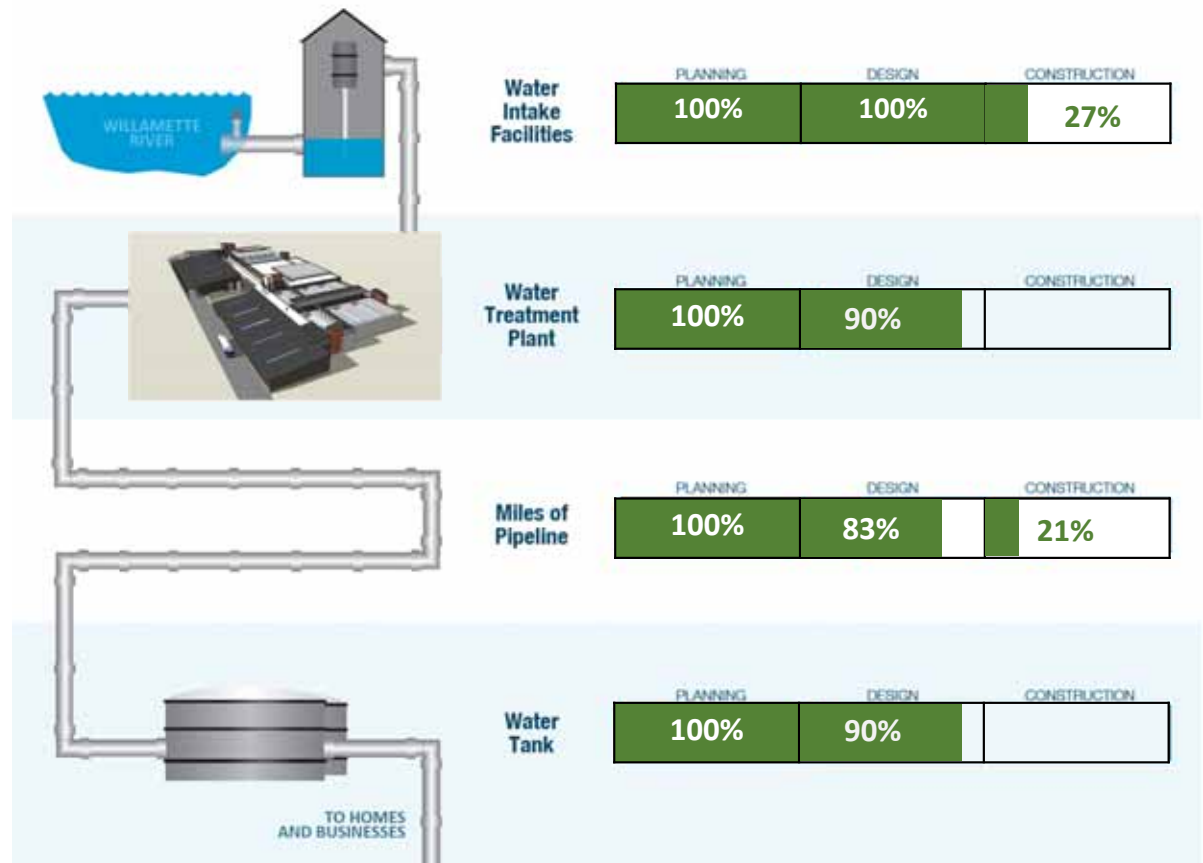 WILLAMETTE
RIVER
Water
Intake
Facilities
PLANNING
DESIGN
CONSTRUCTION
100%
100%
27%
Water
Treatment
Plant
PLANNING
DESIGN
CONSTRUCTION
100%
90%
Miles of
Pipeline
PLANNING
DESIGN
CONSTRUCTION
100%
83%
21%
Water
Tank
PLANNING
DESIGN
CONSTRUCTION
100%
90%
TO HOMES
AND BUSINESSES